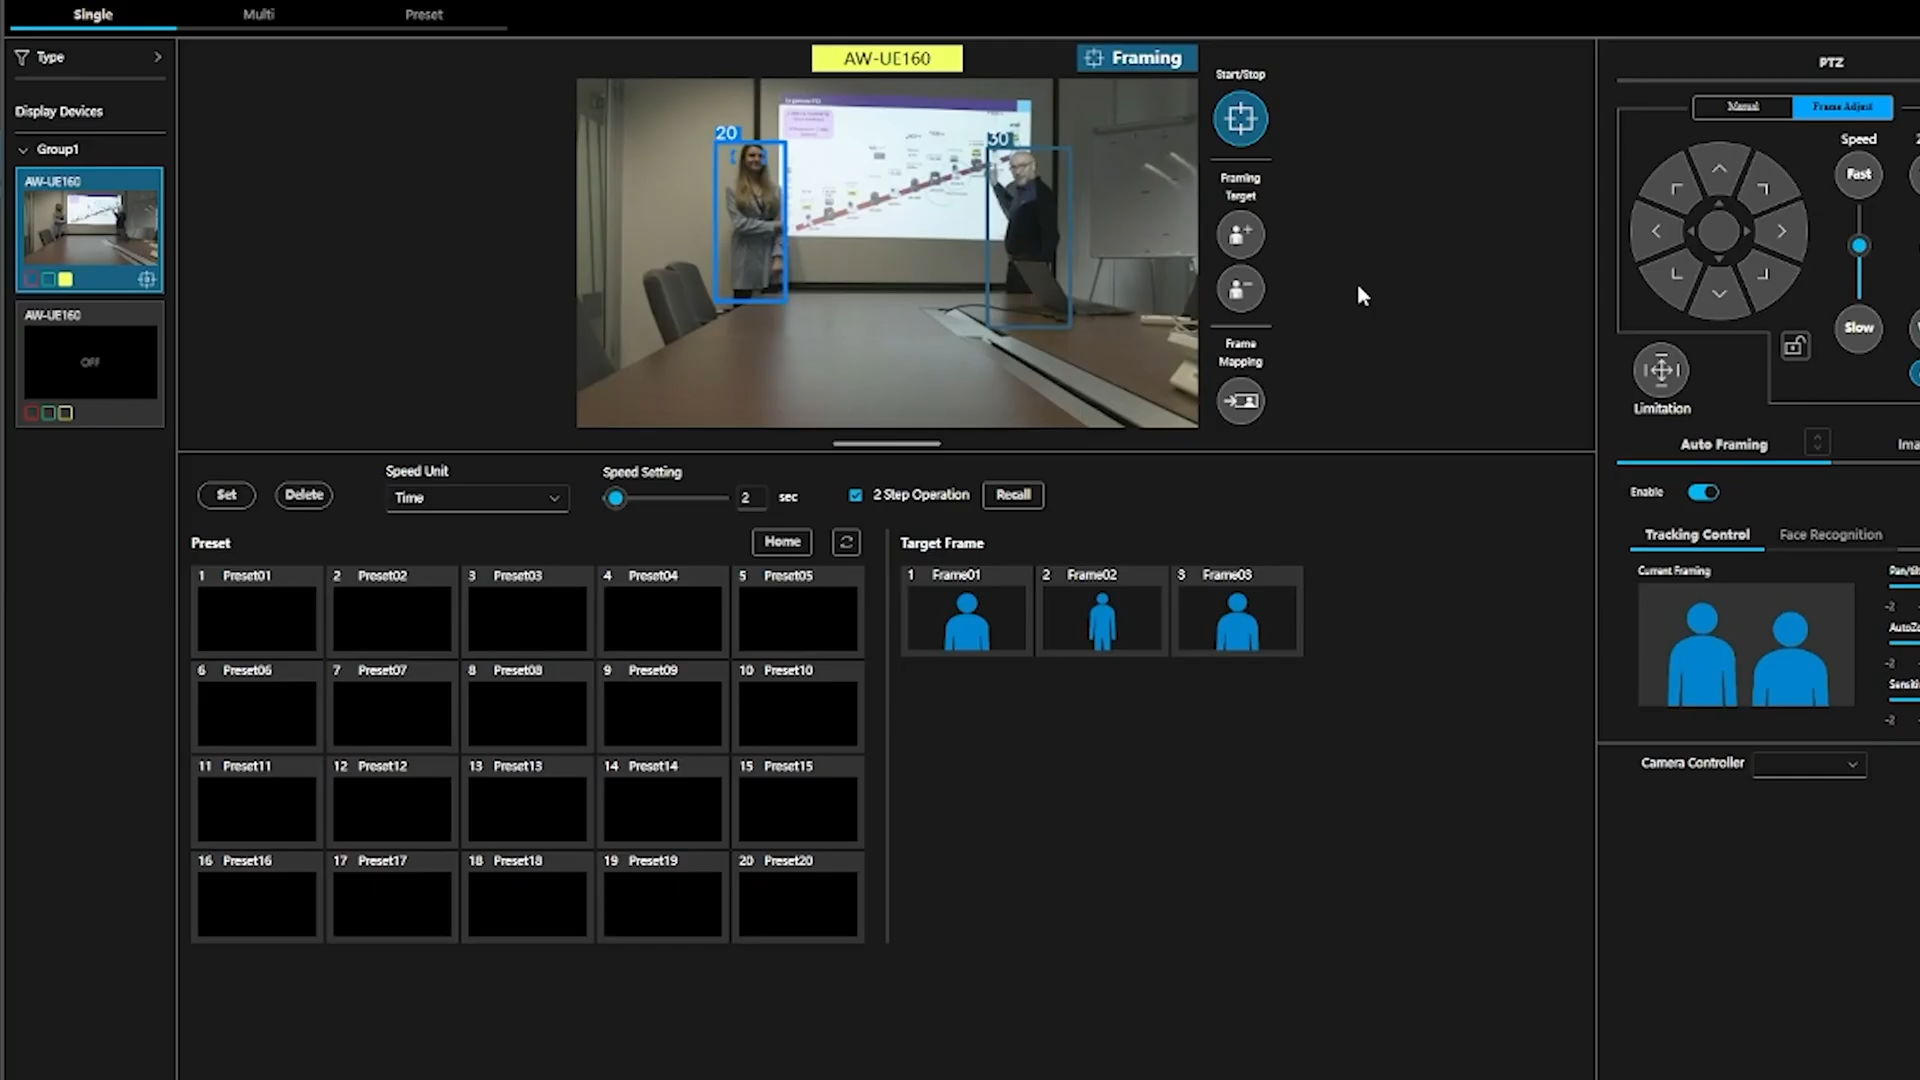 Single Multi Preset
Type
Display Devices
Group1
AW-UE160
AW-UE160
OFF
AW-UE160
Framing
20
30
Start/Stop
Framing
Target
Frame
Mapping
PTZ
Manual Frame Adjust
Speed
Fast
Slow
Limitation
Auto Framing
Enable
Tracking Control Face Recognition
Current Framing
-2
-2
-2
Camera Controller
Set Delete
Speed Unit
Time
Speed Setting
2 sec
2 Step Operation Recall
Preset Home
1 Preset01 2 Preset02 3 Preset03 4 Preset04 5 Preset05
6 Preset06 7 Preset07 8 Preset08 9 Preset09 10 Preset10
11 Preset11 12 Preset12 13 Preset13 14 Preset14 15 Preset15
16 Preset16 17 Preset17 18 Preset18 19 Preset19 20 Preset20
Target Frame
1 Frame01 2 Frame02 3 Frame03